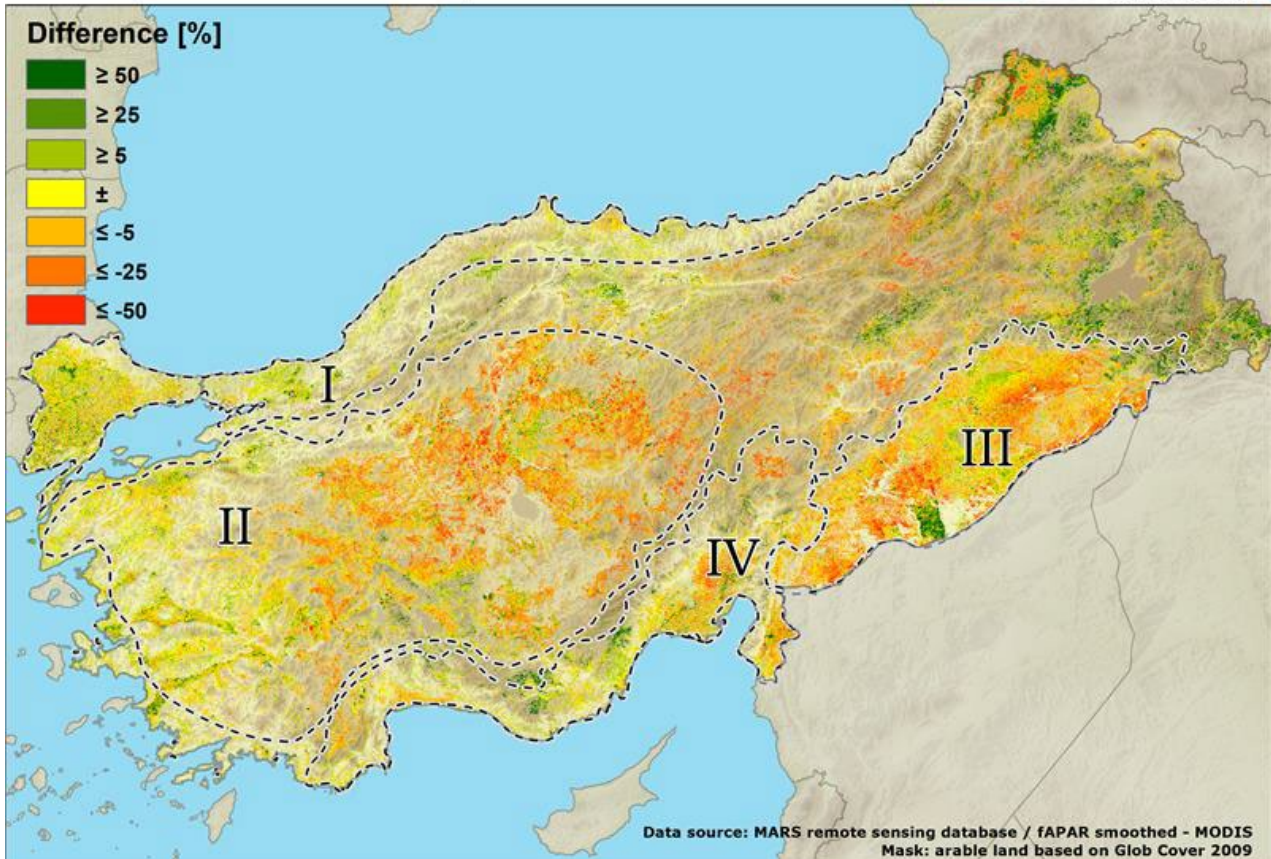 Difference [%]
≥ 50
≥ 25
≥ 5
±
≤ -5
≤ -25
≤ -50
I
II
III
IV
Data source: MARS remote sensing database / fAPAR smoothed - MODIS
Mask: arable land based on Glob Cover 2009